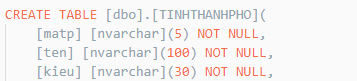 CREATE TABLE [dbo].[TINHTHANHPHO](
[matp] [nvarchar](5) NOT NULL,
[ten] [nvarchar](100) NOT NULL,
[kieu] [nvarchar](30) NOT NULL,